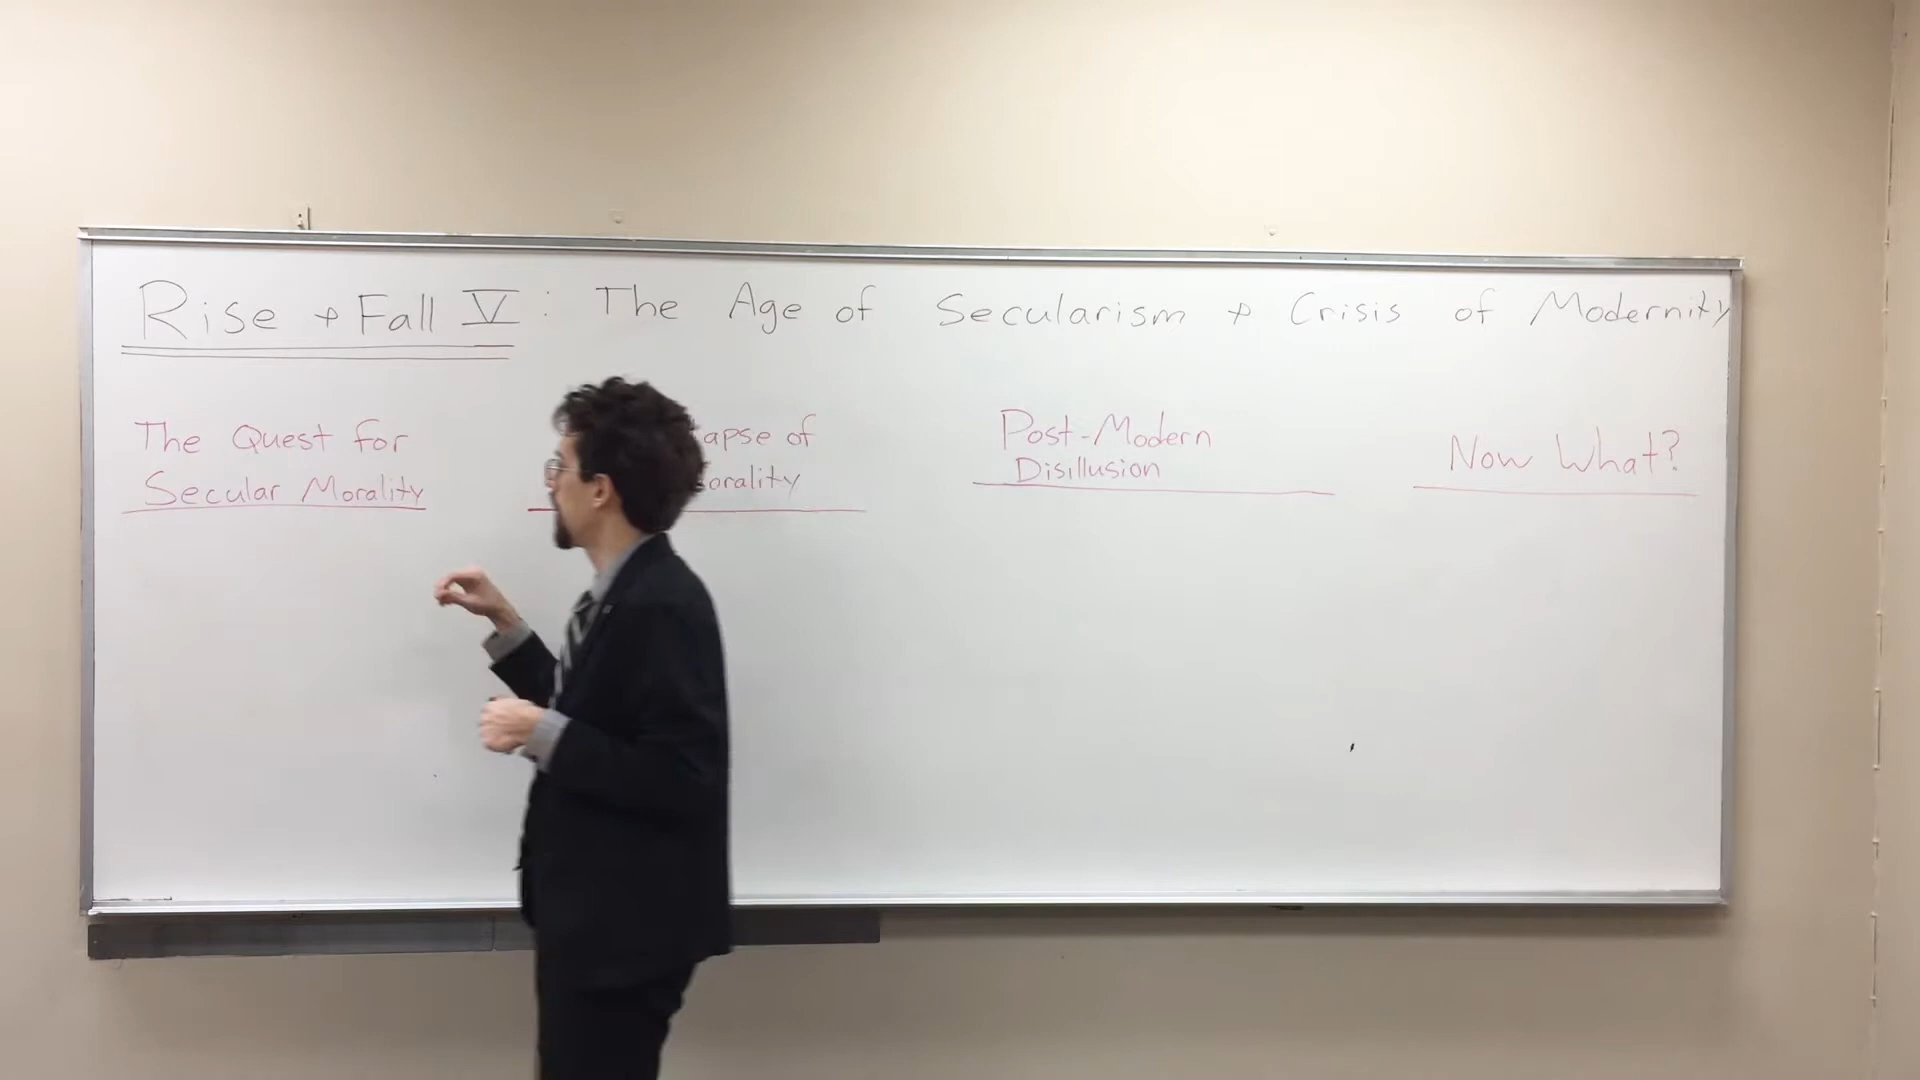 Rise + Fall V: The Age of Secularism + Crisis of Modernity
The Quest for
Secular Morality
apse of
orality
Post-Modern
Disillusion
Now What?